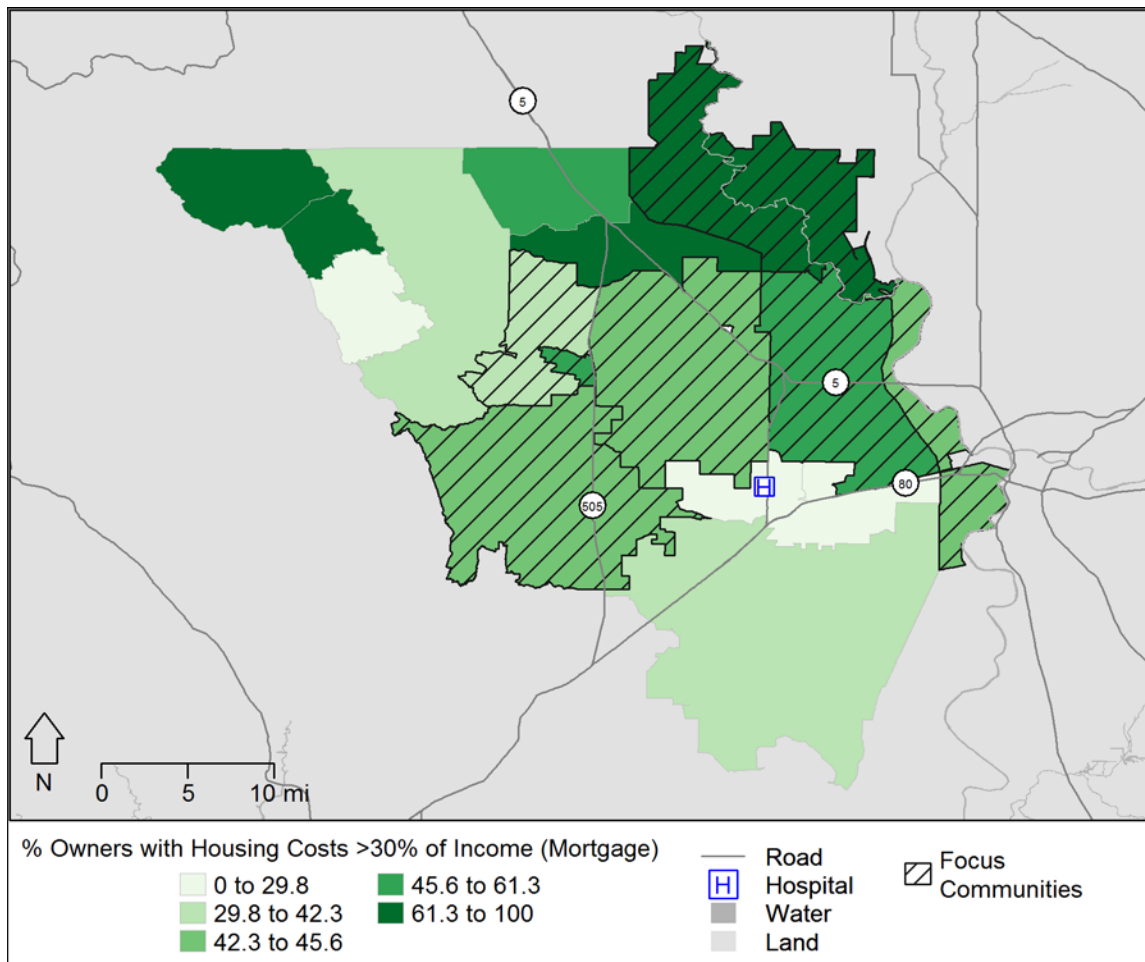 5
5
H
80
505
N
0 5 10 mi
% Owners with Housing Costs >30% of Income (Mortgage)
0 to 29.8
29.8 to 42.3
42.3 to 45.6
45.6 to 61.3
61.3 to 100
Road
H Hospital
Water
Land
Focus
Communities